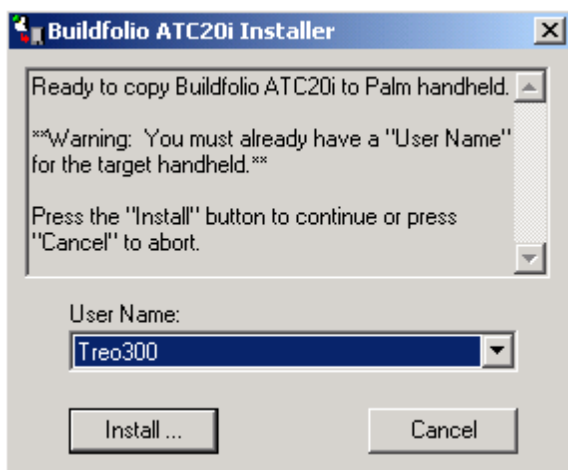 Buildfolio ATC20i Installer
Ready to copy Buildfolio ATC20i to Palm handheld.
**Warning:  You must already have a "User Name"
for the target handheld.**
Press the "Install" button to continue or press
"Cancel" to abort.
User Name:
Treo300
Install ...
Cancel